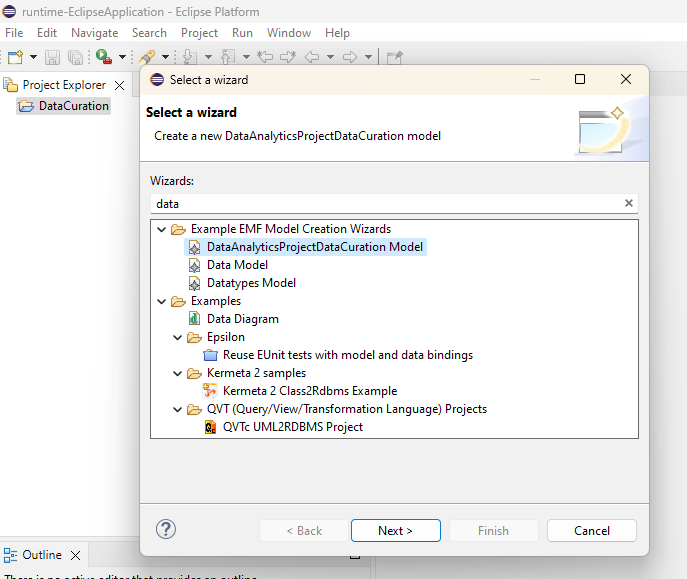 runtime-EclipseApplication - Eclipse Platform
File Edit Navigate Search Project Run Window Help
Project Explorer
DataCuration
Select a wizard
Select a wizard
Create a new DataAnalyticsProjectDataCuration model
Wizards:
data
Example EMF Model Creation Wizards
DataAnalyticsProjectDataCuration Model
Data Model
Datatypes Model
Examples
Data Diagram
Epsilon
Reuse EUnit tests with model and data bindings
Kermeta 2 samples
Kermeta 2 Class2Rdbms Example
QVT (Query/View/Transformation Language) Projects
QVTc UML2RDBMS Project
< Back Next > Finish Cancel
Outline
There is no active editor that provides an outline.